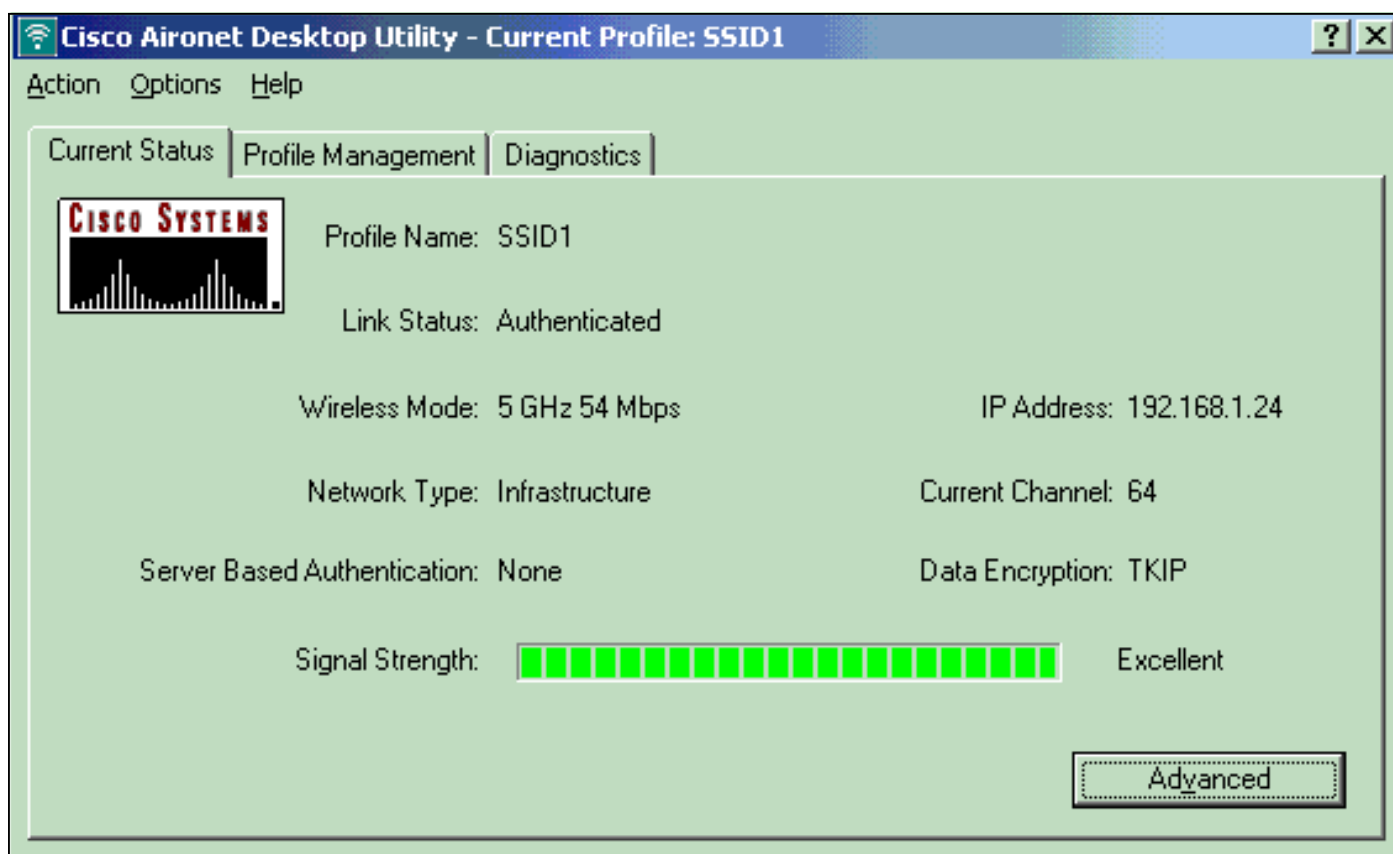 Cisco Aironet Desktop Utility - Current Profile: SSID1
Action Options Help
Current Status Profile Management Diagnostics
CISCO SYSTEMS
Profile Name: SSID1
Link Status: Authenticated
Wireless Mode: 5 GHz 54 Mbps IP Address: 192.168.1.24
Network Type: Infrastructure Current Channel: 64
Server Based Authentication: None Data Encryption: TKIP
Signal Strength: Excellent
Advanced